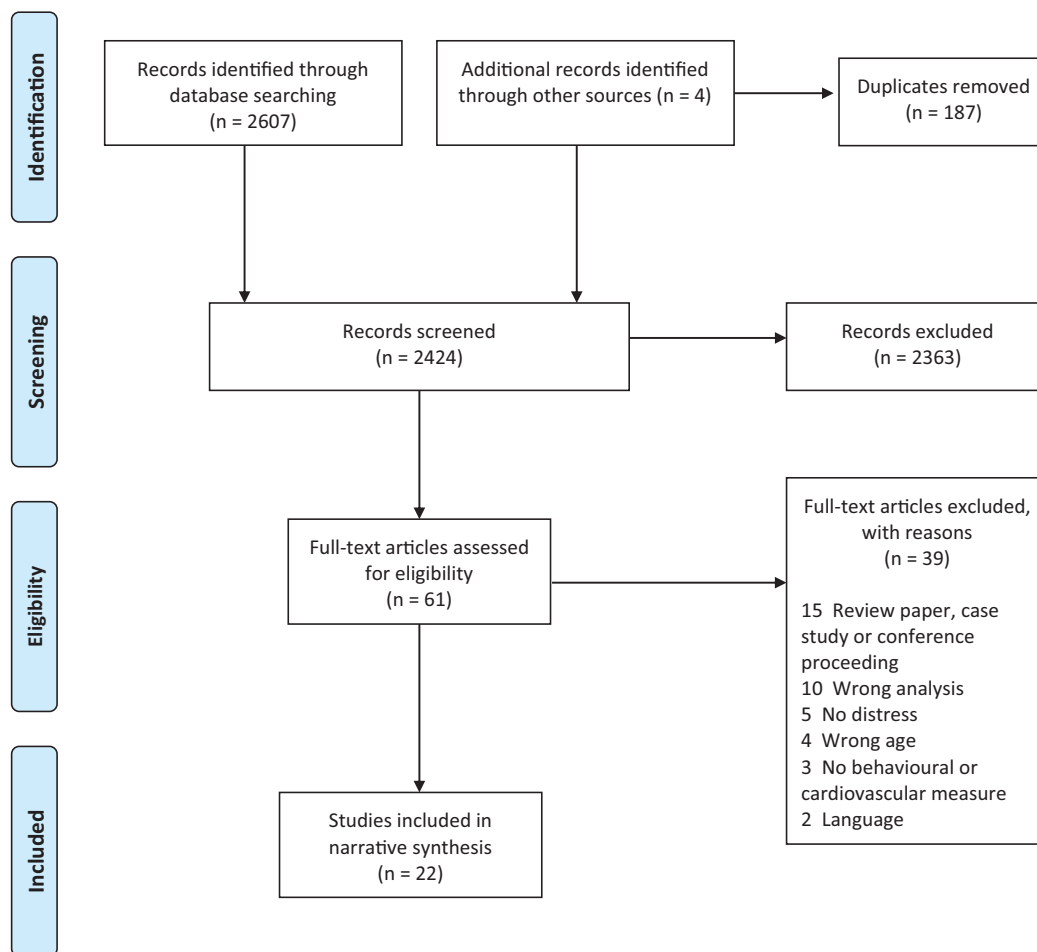 Identification
Records identified through
database searching
(n = 2607)
Additional records identified
through other sources (n = 4)
Duplicates removed
(n = 187)
Screening
Records screened
(n = 2424)
Records excluded
(n = 2363)
Eligibility
Full-text articles assessed
for eligibility
(n = 61)
Full-text articles excluded,
with reasons
(n = 39)
15 Review paper, case
study or conference
proceeding
10 Wrong analysis
5 No distress
4 Wrong age
3 No behavioural or
cardiovascular measure
2 Language
Included
Studies included in
narrative synthesis
(n = 22)